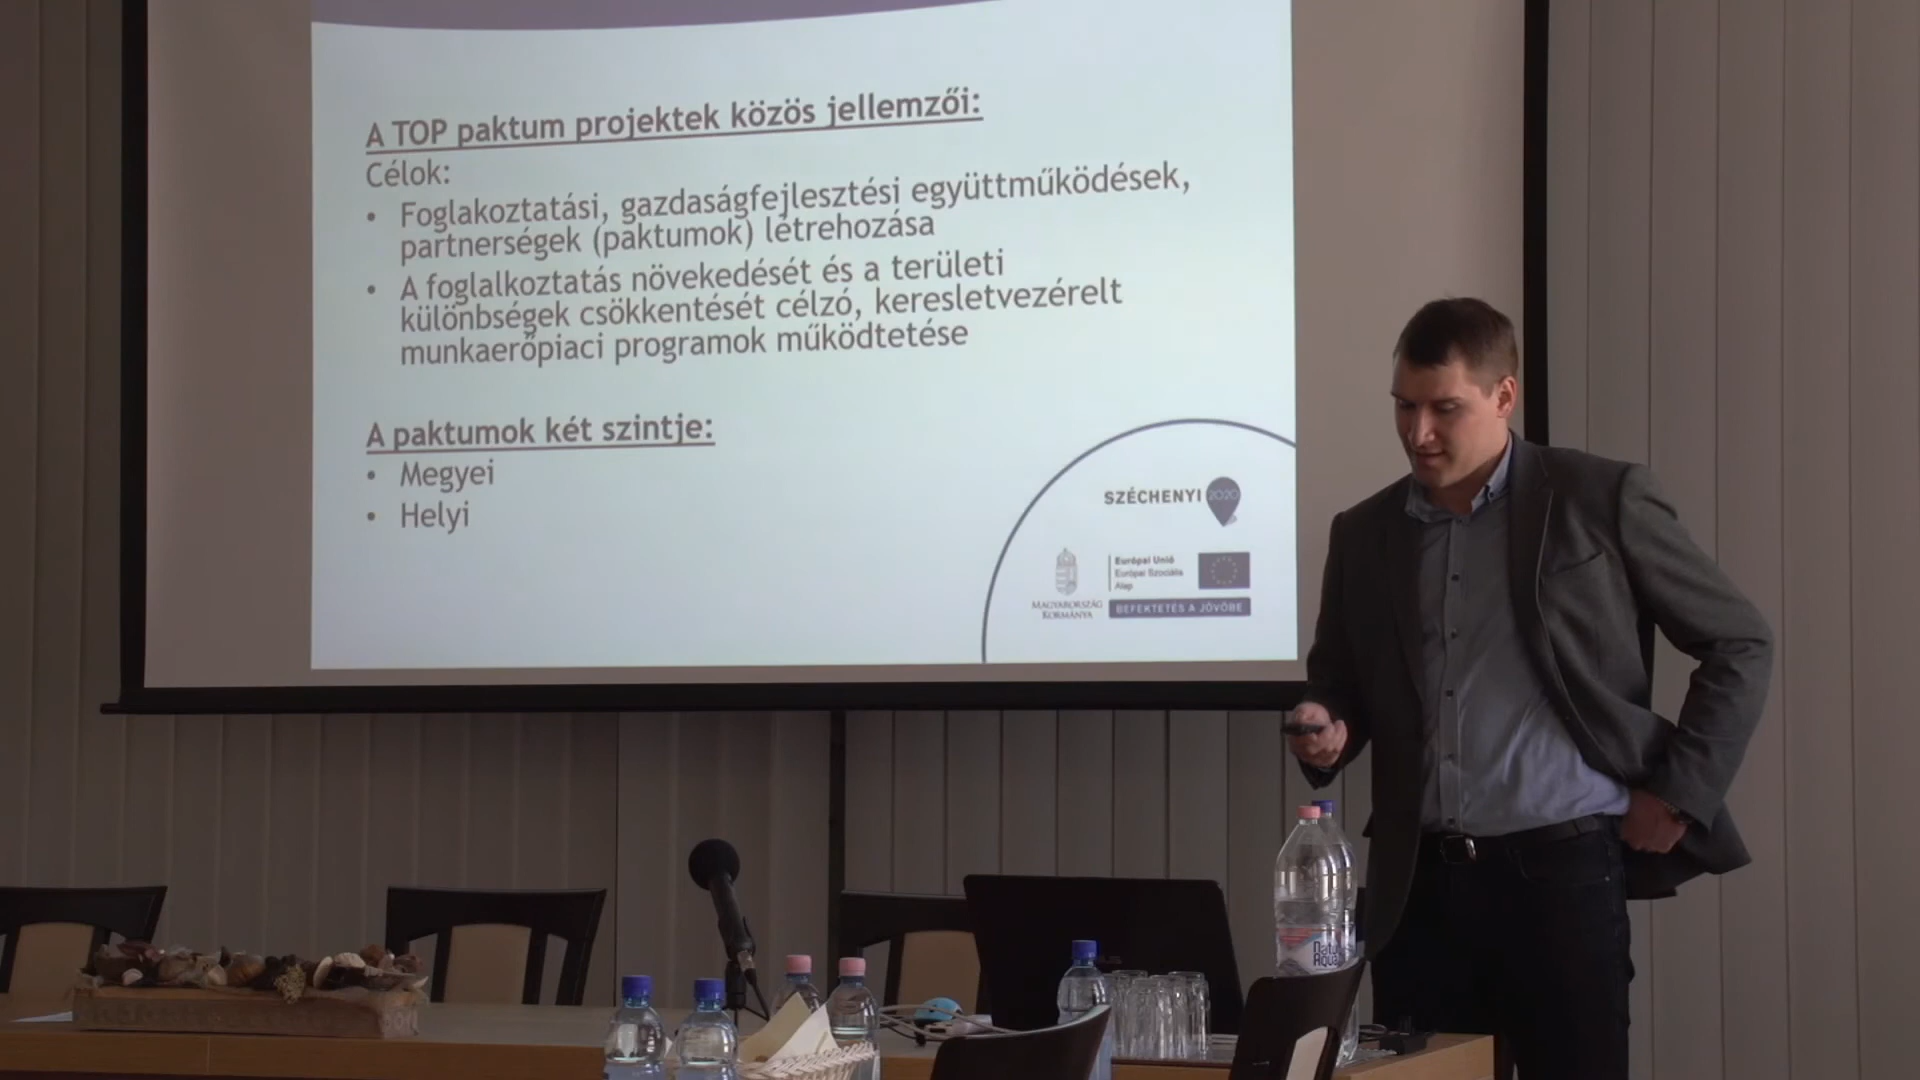 A TOP paktum projektek közös jellemzői:
Célok:
• Foglakoztatási, gazdaságfejlesztési együttműködések,
partnerségek (paktumok) létrehozása
• A foglalkoztatás növekedését és a területi
különbségek csökkentését célzó, keresletvezérelt
munkaerőpiaci programok működtetése
A paktumok két szintje:
• Megyei
• Helyi
SZÉCHENYI 2020
MAGYARORSZÁG
KORMÁNYA
Európai Unió
Európai Szociális
Alap
BEFEKTETÉS A JÖVŐBE
Natur
Aqua